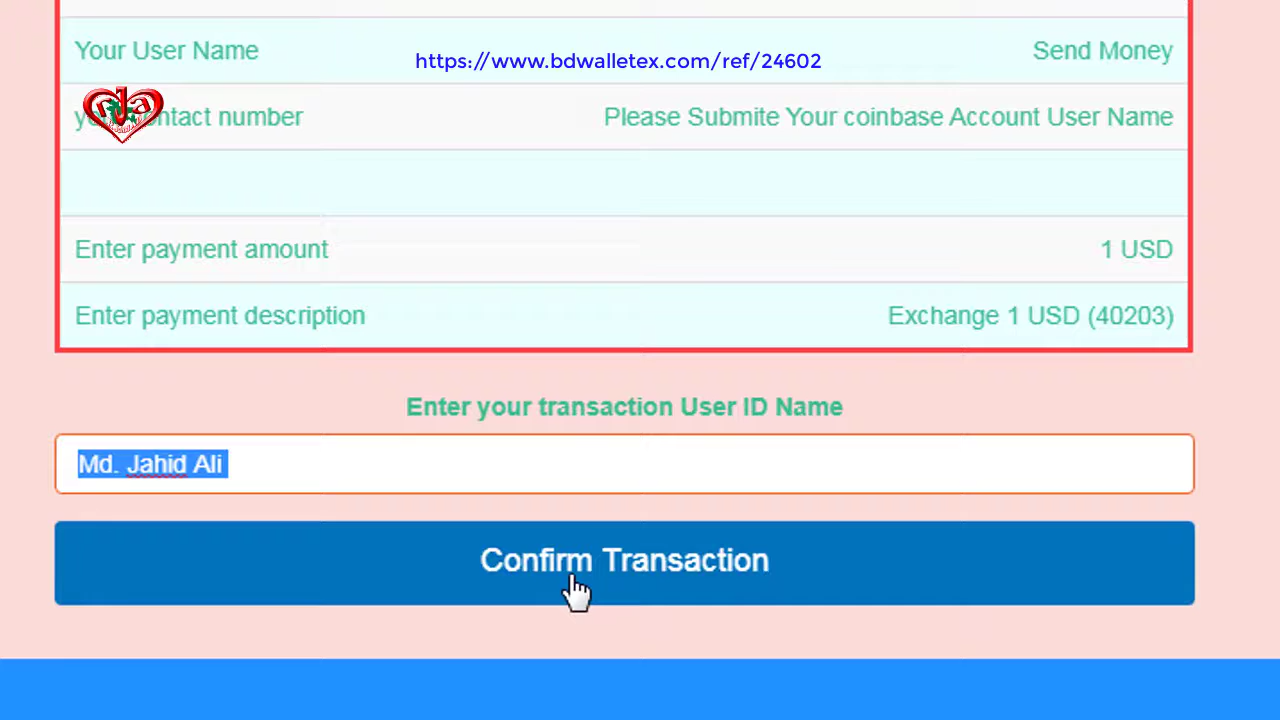 Your User Name Send Money
https://www.bdwalletex.com/ref/24602
nja
contact number Please Submite Your coinbase Account User Name
Enter payment amount 1 USD
Enter payment description Exchange 1 USD (40203)
Enter your transaction User ID Name
Md. Jahid Ali
Confirm Transaction